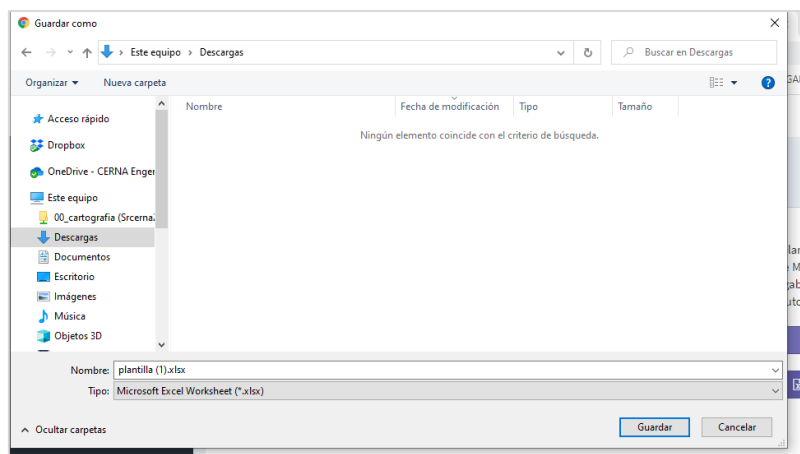 Guardar como
Este equipo > Descargas
Buscar en Descargas
Organizar
Nueva carpeta
Nombre
Fecha de modificación
Tipo
Tamaño
Ningún elemento coincide con el criterio de búsqueda.
Acceso rápido
Dropbox
OneDrive - CERNA Enger
Este equipo
00_cartografia (Srcerna
Descargas
Documentos
Escritorio
Imágenes
Música
Objetos 3D
Nombre: plantilla (1).xlsx
Tipo: Microsoft Excel Worksheet (*.xlsx)
Ocultar carpetas
Guardar
Cancelar